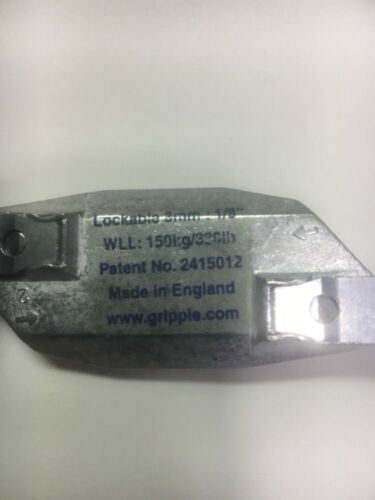 Lockable 3mm - 1/8"
WLL: 150kg/330lb
Patent No. 2415012
Made in England
www.gripple.com